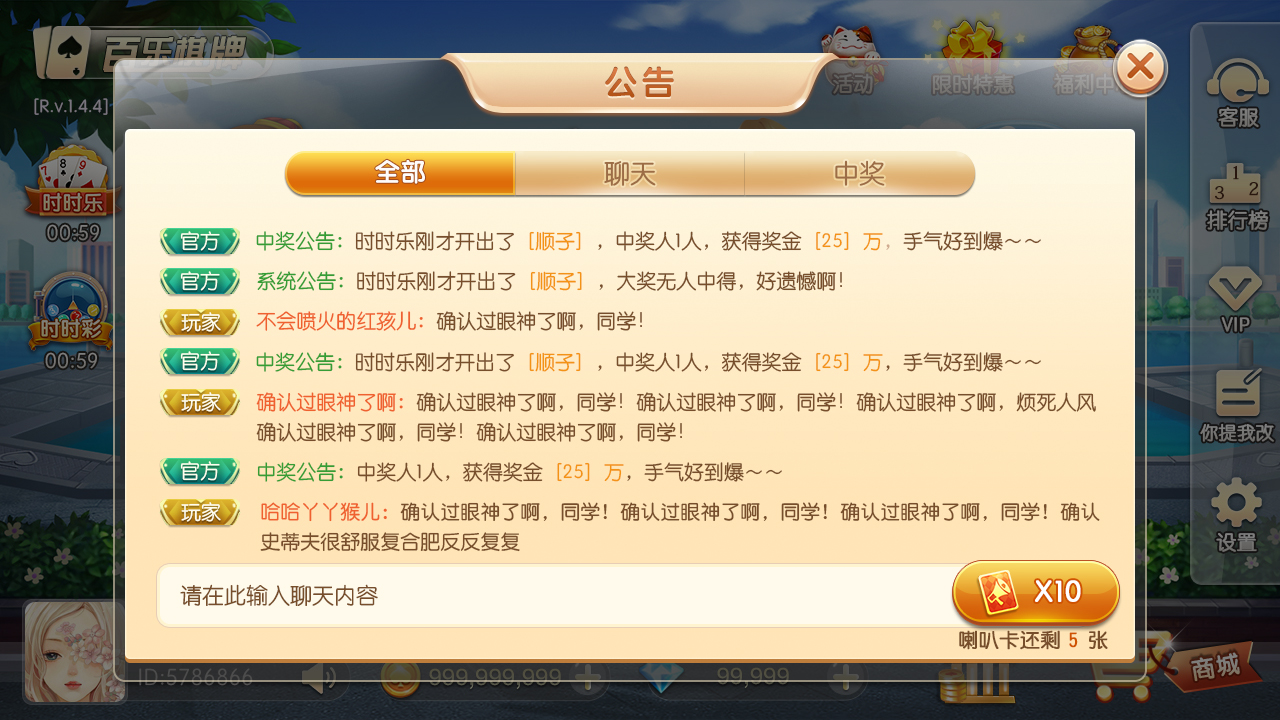 百乐棋牌
[R.v.1.4.4]
公告
活动
限时特惠
福利中
客服
全部
聊天
中奖
1
2
3
排行榜
7 8 9
时时乐
00:59
官方 中奖公告：时时乐刚才开出了［顺子］，中奖人1人，获得奖金［25］万，手气好到爆～～
官方 系统公告：时时乐刚才开出了［顺子］，大奖无人中得，好遗憾啊！
玩家 不会喷火的红孩儿：确认过眼神了啊，同学！
时时彩
VIP
00:59
官方 中奖公告：时时乐刚才开出了［顺子］，中奖人1人，获得奖金［25］万，手气好到爆～～
玩家 确认过眼神了啊：确认过眼神了啊，同学！确认过眼神了啊，同学！确认过眼神了啊，烦死人风
确认过眼神了啊，同学！确认过眼神了啊，同学！
你提我改
官方 中奖公告：中奖人1人，获得奖金［25］万，手气好到爆～～
玩家 哈哈丫丫猴儿：确认过眼神了啊，同学！确认过眼神了啊，同学！确认过眼神了啊，同学！确认
史蒂夫很舒服复合肥反反复复
设置
请在此输入聊天内容
X10
喇叭卡还剩 5 张
ID:5786866
999,999,999
99,999
商城